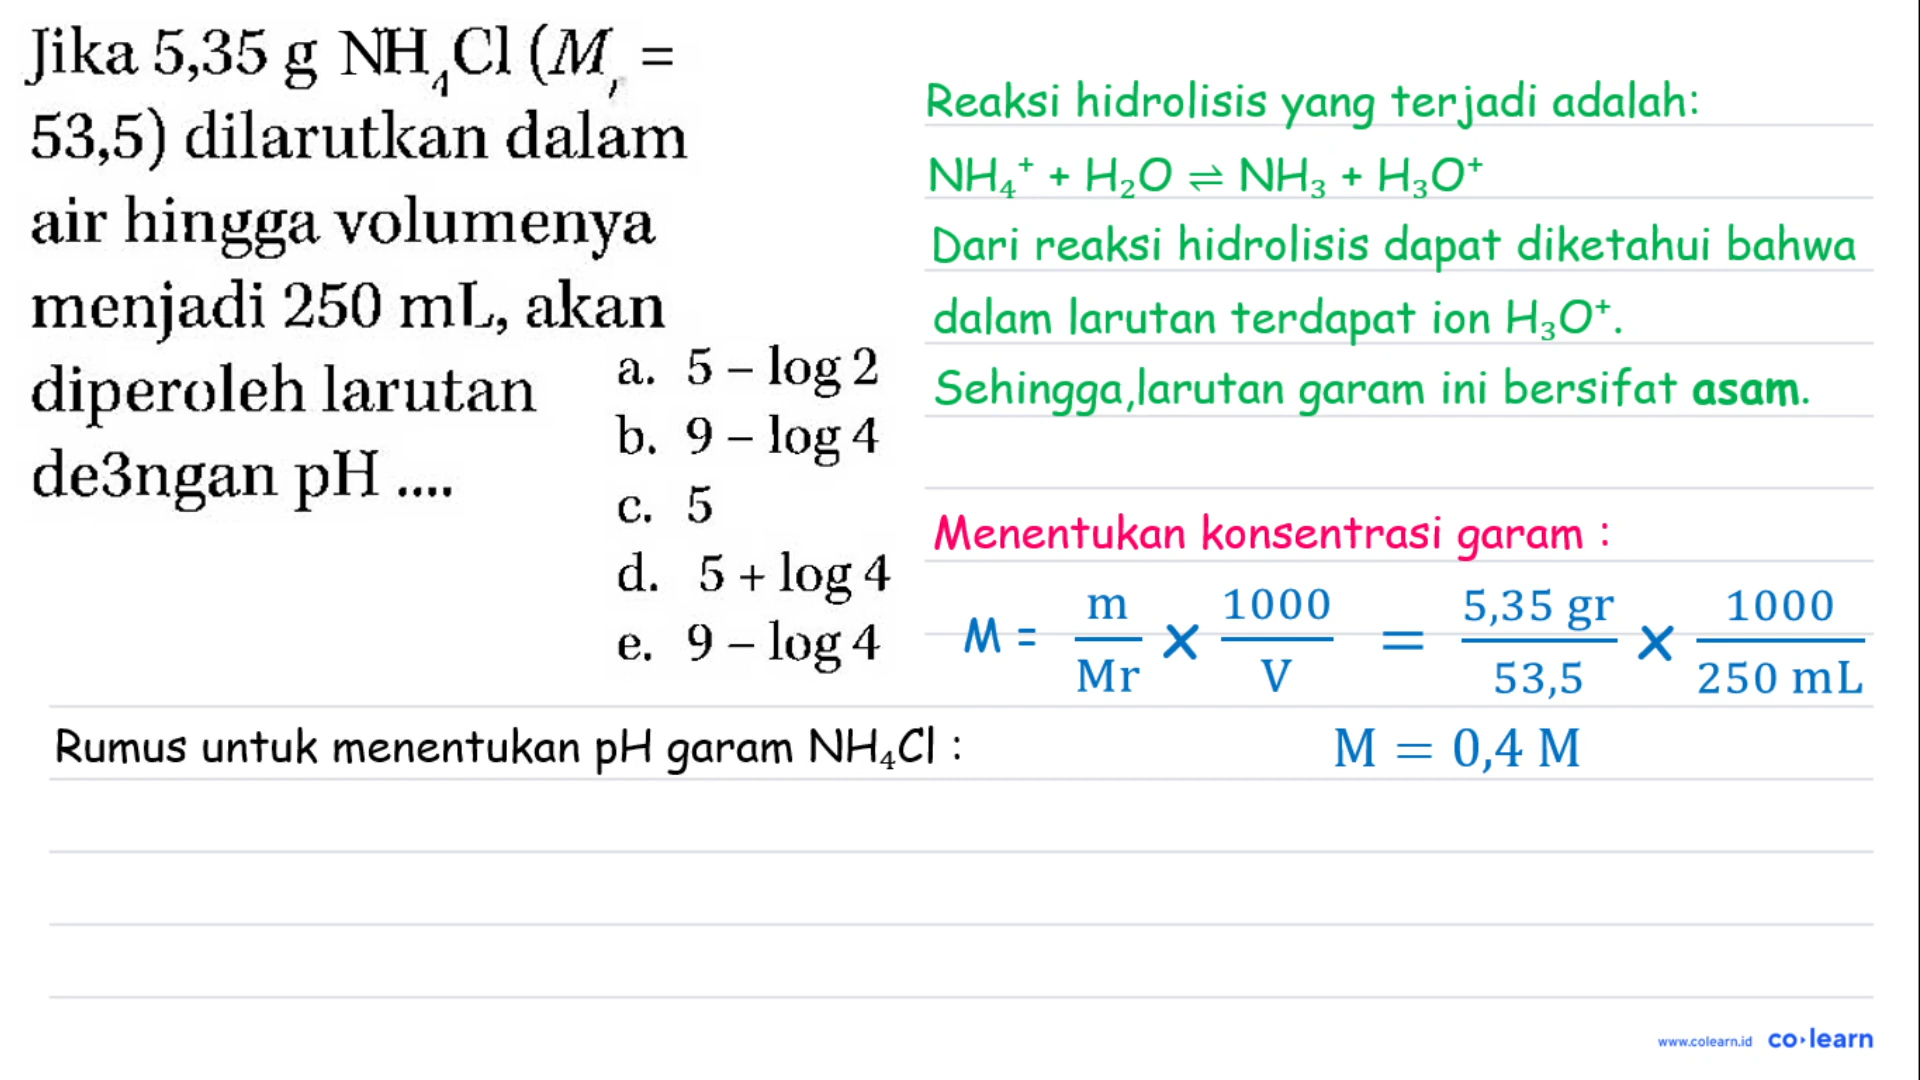 Jika 5,35 g NH₄Cl (Mᵣ =
53,5) dilarutkan dalam
air hingga volumenya
menjadi 250 mL, akan
diperoleh larutan
de3ngan pH ....
a. 5 – log 2
b. 9 – log 4
c. 5
d. 5 + log 4
e. 9 – log 4
Reaksi hidrolisis yang terjadi adalah:
NH₄⁺ + H₂O ⇌ NH₃ + H₃O⁺
Dari reaksi hidrolisis dapat diketahui bahwa
dalam larutan terdapat ion H₃O⁺.
Sehingga,larutan garam ini bersifat asam.
Menentukan konsentrasi garam :
M = m/Mr × 1000/V = 5,35 gr/53,5 × 1000/250 mL
M = 0,4 M
Rumus untuk menentukan pH garam NH₄Cl :
www.colearn.id co·learn